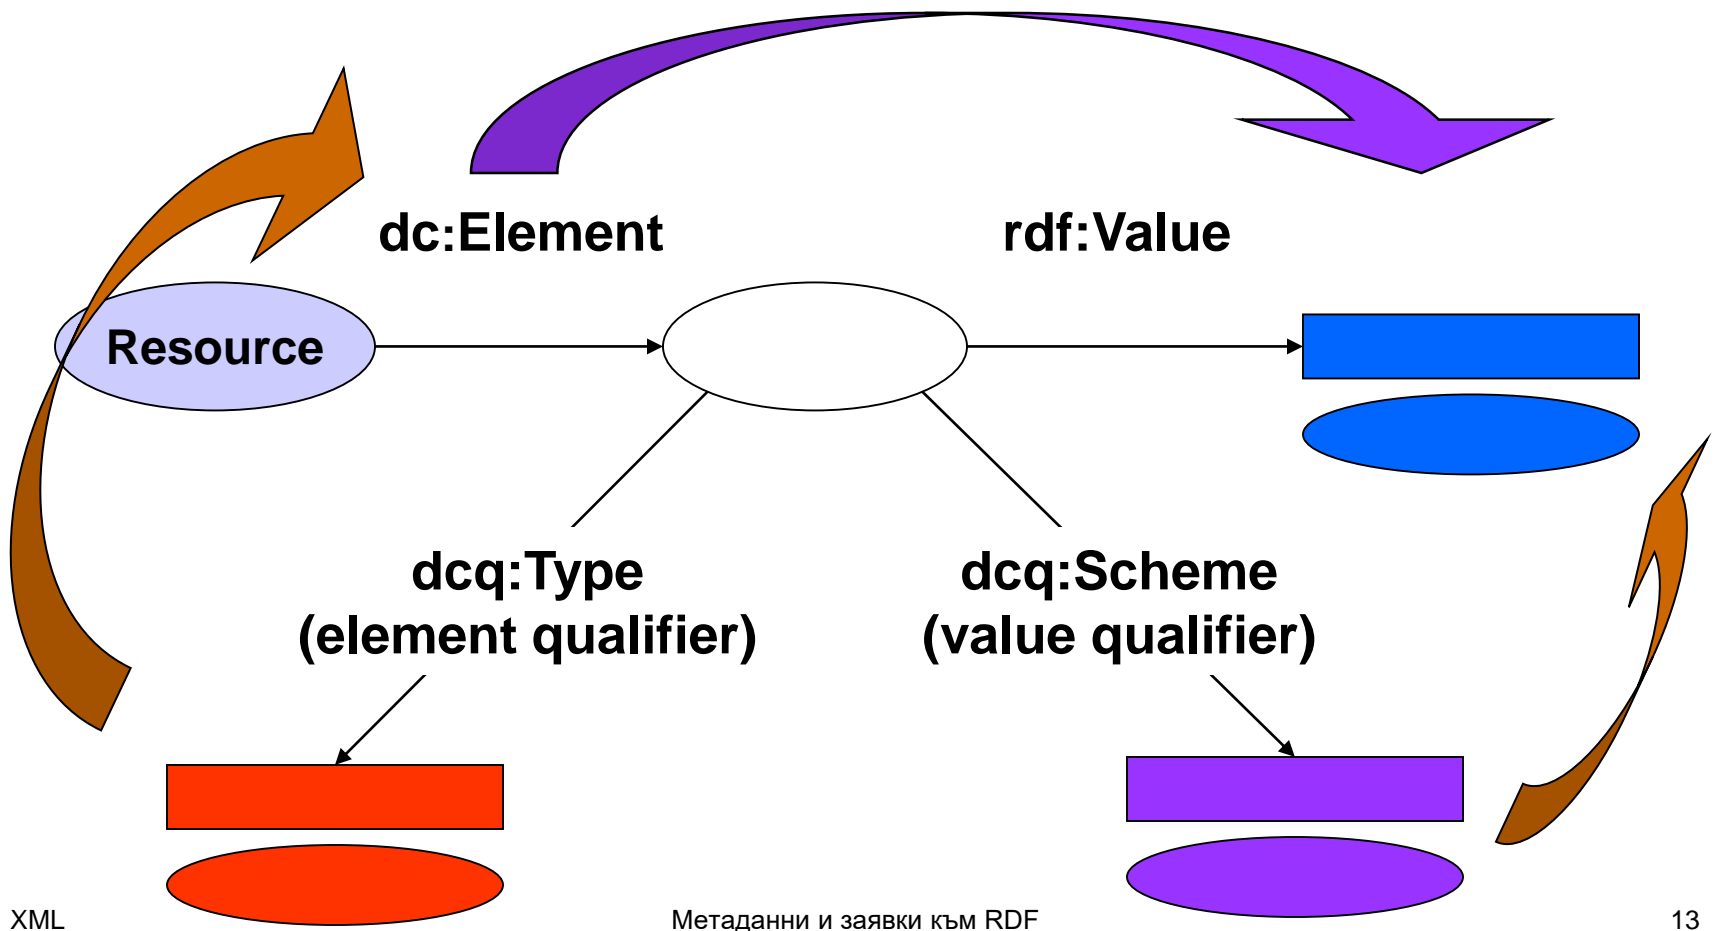 dc:Element
rdf:Value
Resource
dcq:Type
(element qualifier)
dcq:Scheme
(value qualifier)
XML
Метаданни и заявки към RDF
13